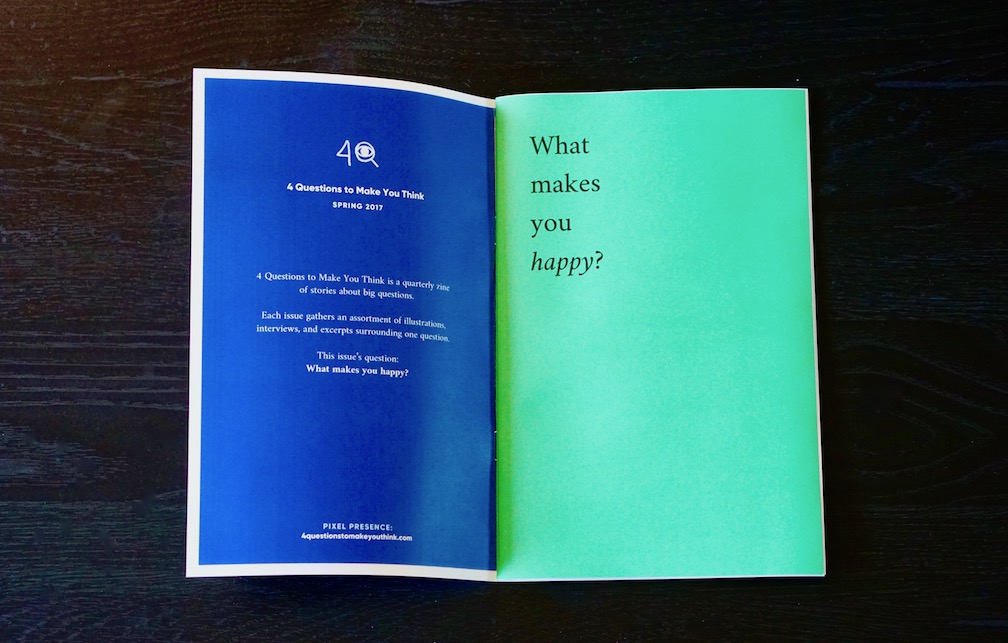 4Q
4 Questions to Make You Think
SPRING 2017
4 Questions to Make You Think is a quarterly zine
of stories about big questions.
Each issue gathers an assortment of illustrations,
interviews, and excerpts surrounding one question.
This issue's question:
What makes you happy?
PIXEL PRESENCE:
4questionstomakeyouthink.com
What
makes
you
happy?